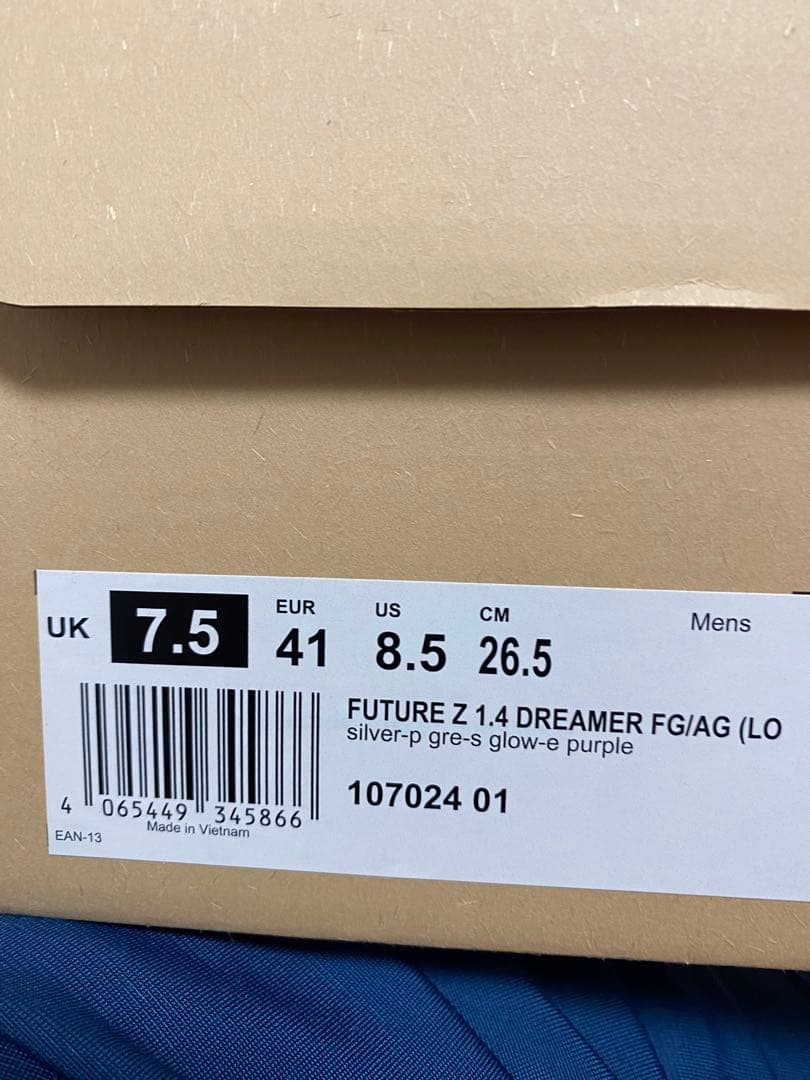 UK 7.5 EUR 41 US 8.5 CM 26.5 Mens
FUTURE Z 1.4 DREAMER FG/AG (LO
silver-p gre-s glow-e purple
107024 01
4 065449 345866
Made in Vietnam
EAN-13